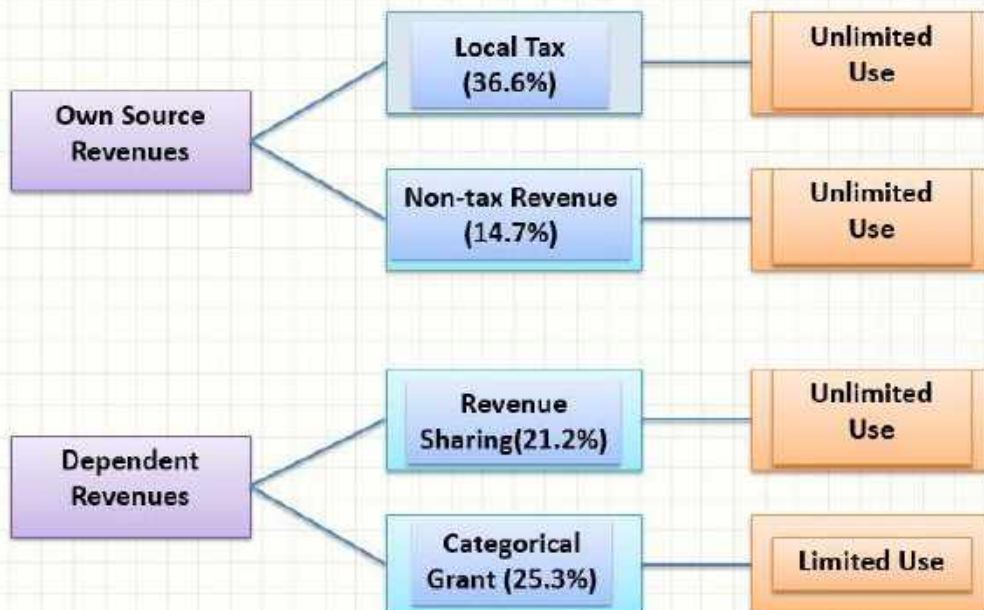 Own Source
Revenues
Local Tax
(36.6%)
Unlimited
Use
Non-tax Revenue
(14.7%)
Unlimited
Use
Dependent
Revenues
Revenue
Sharing(21.2%)
Unlimited
Use
Categorical
Grant (25.3%)
Limited Use